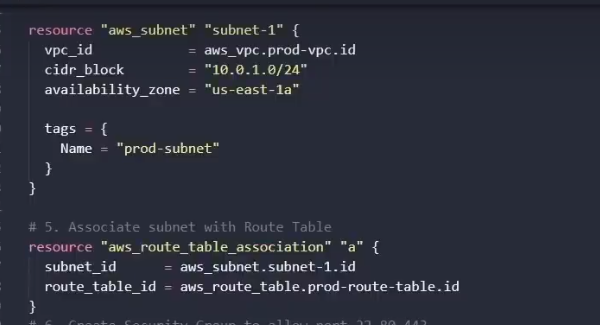 resource "aws_subnet" "subnet-1" {
  vpc_id            = aws_vpc.prod-vpc.id
  cidr_block        = "10.0.1.0/24"
  availability_zone = "us-east-1a"

  tags = {
    Name = "prod-subnet"
  }
}

# 5. Associate subnet with Route Table
resource "aws_route_table_association" "a" {
  subnet_id      = aws_subnet.subnet-1.id
  route_table_id = aws_route_table.prod-route-table.id
}
# 6. Create Security Group to allow port 22,80,443